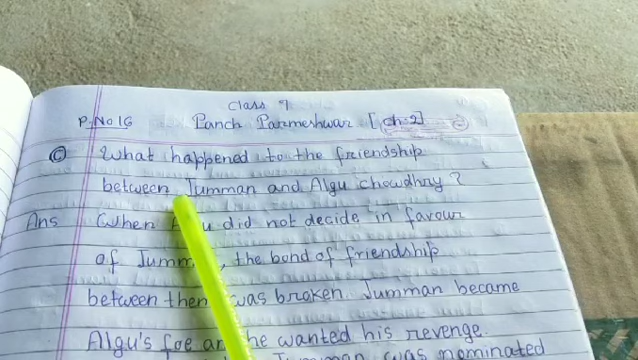 Class 7
P.No 16 Panch Parmeshwar [Ch-2]
(C) What happened to the friendship
between Jumman and Algu chowdhry ?
Ans When did not decide in favour
of the bond of friendship
between was broken. Jumman became
Algu's foe he wanted his revenge.
Jumman was nominated